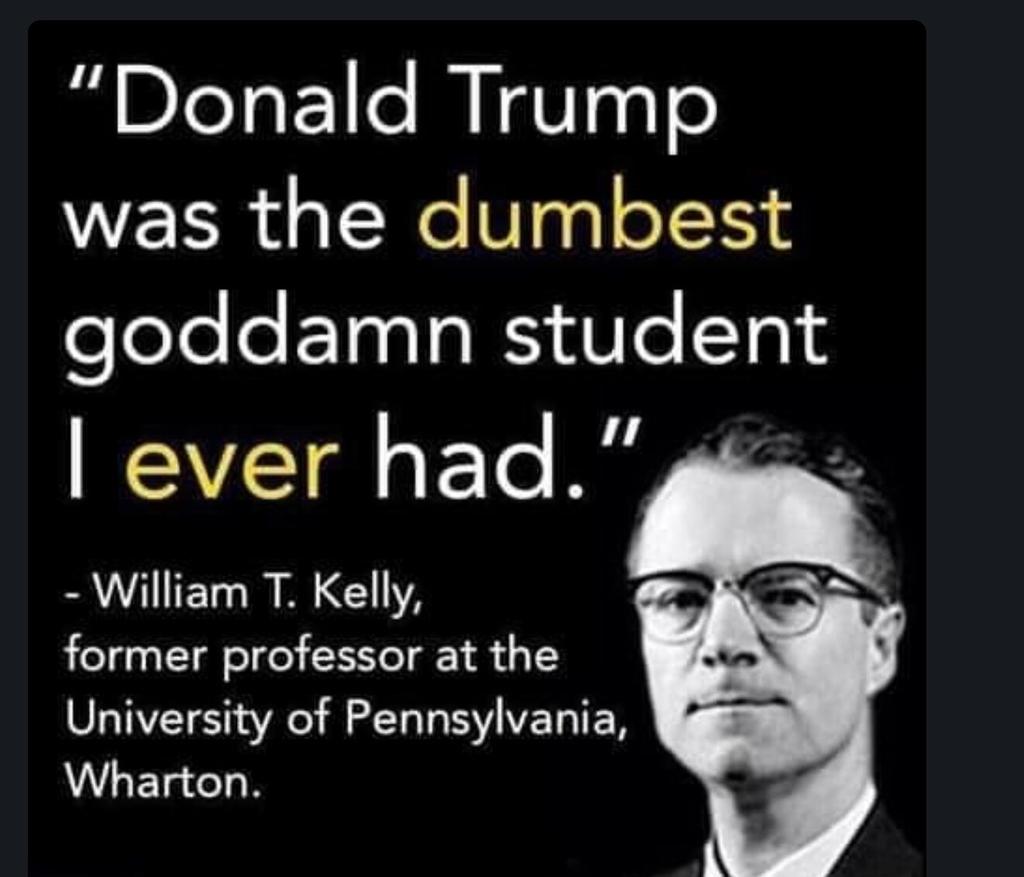 “Donald Trump
was the dumbest
goddamn student
I ever had.”
- William T. Kelly,
former professor at the
University of Pennsylvania,
Wharton.